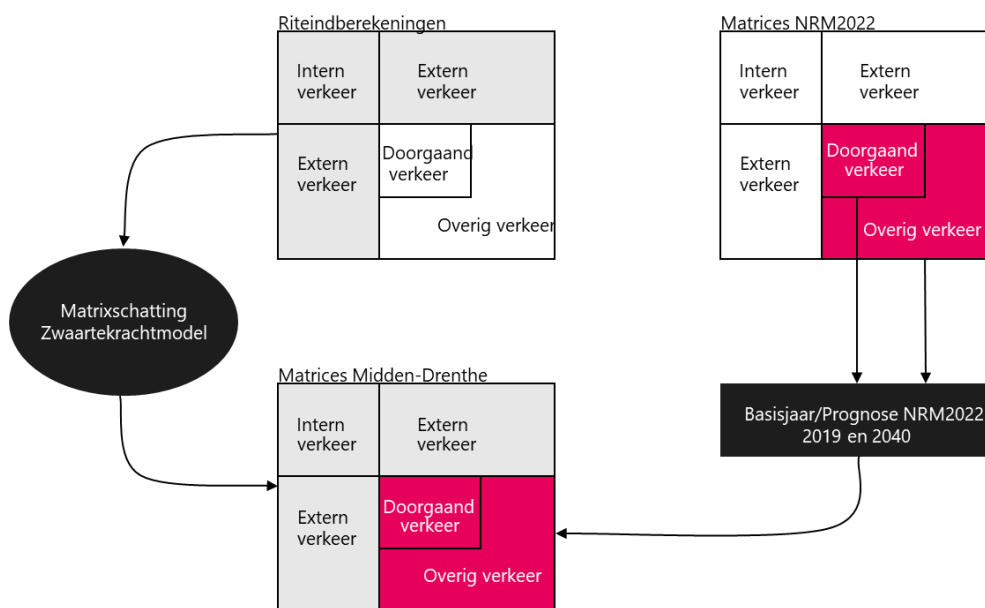 Riteindberekeningen
Intern
verkeer
Extern
verkeer
Extern
verkeer
Doorgaand
verkeer
Overig verkeer
Matrices NRM2022
Intern
verkeer
Extern
verkeer
Extern
verkeer
Doorgaand
verkeer
Overig verkeer
Matrixschatting
Zwaartekrachtmodel
Matrices Midden-Drenthe
Intern
verkeer
Extern
verkeer
Extern
verkeer
Doorgaand
verkeer
Overig verkeer
Basisjaar/Prognose NRM2022
2019 en 2040